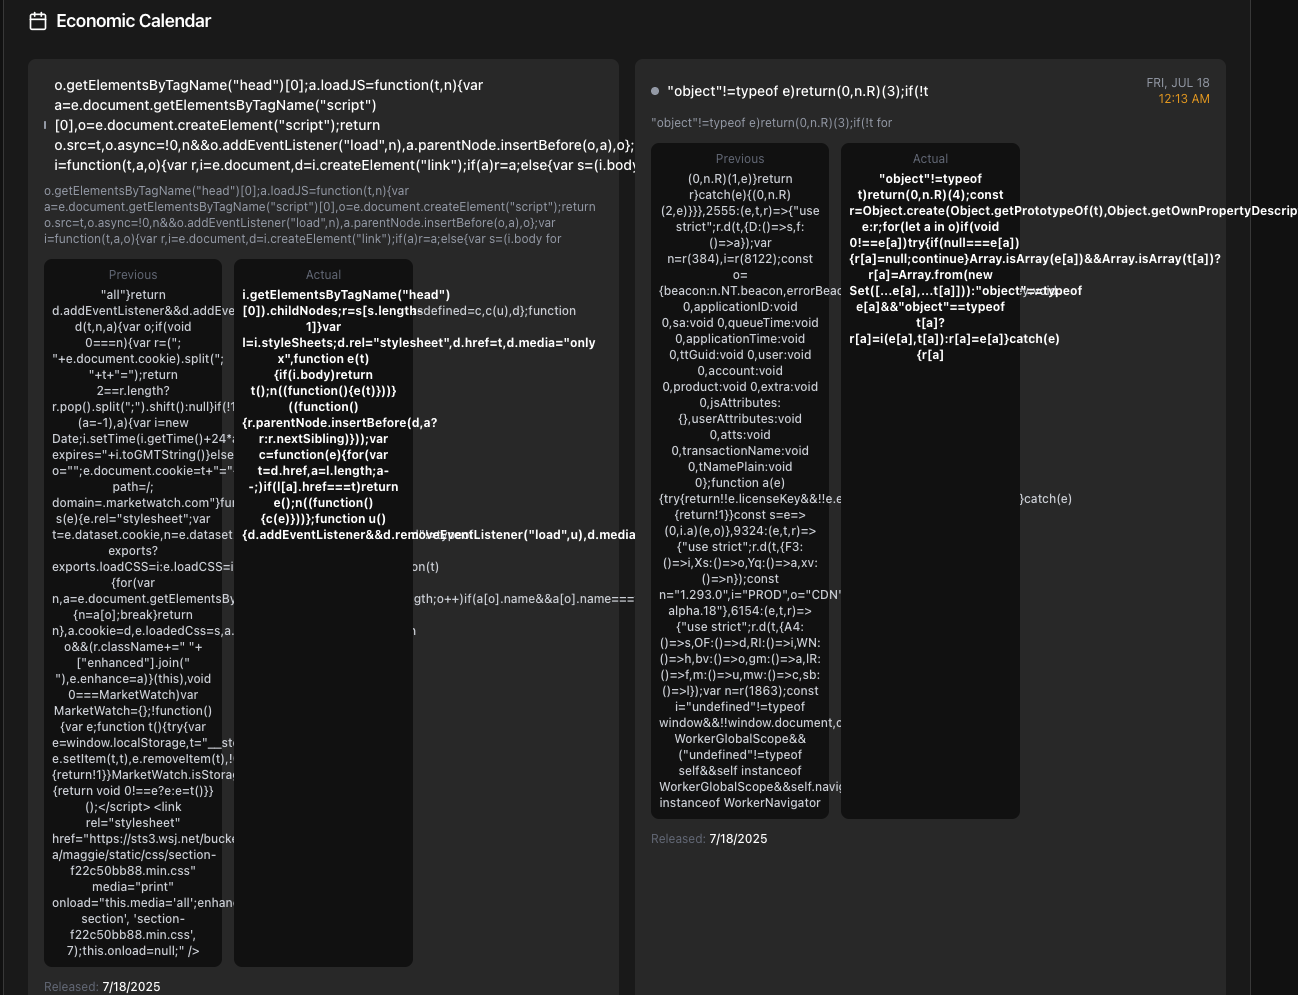 Economic Calendar
o.getElementsByTagName("head")[0];a.loadJS=function(t,n){var
a=e.document.getElementsByTagName("script")
[0],o=e.document.createElement("script");return
o.src=t,o.async=!0,n&&o.addEventListener("load",n),a.parentNode.insertBefore(o,a),o};
i=function(t,a,o){var r,i=e.document,d=i.createElement("link");if(a)r=a;else{var s=(i.body
o.getElementsByTagName("head")[0];a.loadJS=function(t,n){var
a=e.document.getElementsByTagName("script")[0],o=e.document.createElement("script");return
o.src=t,o.async=!0,n&&o.addEventListener("load",n),a.parentNode.insertBefore(o,a),o};var
i=function(t,a,o){var r,i=e.document,d=i.createElement("link");if(a)r=a;else{var s=(i.body for
Previous
"all"}return
d.addEventListener&&d.addEve
d(t,n,a){var o;if(void
0===n){var r=(";
"+e.document.cookie).split(";
"+t+"=");return
2==r.length?
r.pop().split(";").shift():null}if(!1
(a=-1),a){var i=new
Date;i.setTime(i.getTime()+24*
expires="+i.toGMTString()}else
o="";e.document.cookie=t+"="
path=/;
domain=.marketwatch.com"}fun
s(e){e.rel="stylesheet";var
t=e.dataset.cookie,n=e.dataset
exports?
exports.loadCSS=i:e.loadCSS=i
on(t)
{for(var
n,a=e.document.getElementsBy
gth;o++)if(a[o].name&&a[o].name===
{n=a[o];break}return
n},a.cookie=d,e.loadedCss=s,a.
o&&(r.className+=" "+
["enhanced"].join("
"),e.enhance=a)}(this),void
0===MarketWatch)var
MarketWatch={};!function()
{var e;function t(){try{var
e=window.localStorage,t="__sto
e.setItem(t,t),e.removeItem(t),!
{return!1}}MarketWatch.isStorag
{return void 0!==e?e:e=t()}}
();</script> <link
rel="stylesheet"
href="https://sts3.wsj.net/bucke
a/maggie/static/css/section-
f22c50bb88.min.css"
media="print"
onload="this.media='all';enhanc
section', 'section-
f22c50bb88.min.css',
7);this.onload=null;" />
Actual
i.getElementsByTagName("head")
[0]).childNodes;r=s[s.length-
defined=c,c(u),d};function
1]}var
l=i.styleSheets;d.rel="stylesheet",d.href=t,d.media="only
x",function e(t)
{if(i.body)return
t();n((function(){e(t)}))}
((function()
{r.parentNode.insertBefore(d,a?
r:r.nextSibling)}));var
c=function(e){for(var
t=d.href,a=l.length;a-
-;)if(l[a].href===t)return
e();n((function()
{c(e)}))};function u()
{d.addEventListener&&d.removeEventListener("load",u),d.media
Released: 7/18/2025
"object"!=typeof e)return(0,n.R)(3);if(!t
FRI, JUL 18
12:13 AM
"object"!=typeof e)return(0,n.R)(3);if(!t for
Previous
(0,n.R)(1,e)}return
r}catch(e){(0,n.R)
(2,e)}}},2555:(e,t,r)=>{"use
strict";r.d(t,{D:()=>s,f:
()=>a});var
n=r(384),i=r(8122);const
o=
{beacon:n.NT.beacon,errorBeac
0,applicationID:void
0,sa:void 0,queueTime:void
0,applicationTime:void
0,ttGuid:void 0,user:void
0,account:void
0,product:void 0,extra:void
0,jsAttributes:
{},userAttributes:void
0,atts:void
0,transactionName:void
0,tNamePlain:void
0};function a(e)
{try{return!!e.licenseKey&&!!e.e
}catch(e)
{return!1}}const s=e=>
(0,i.a)(e,o)},9324:(e,t,r)=>
{"use strict";r.d(t,{F3:
()=>i,Xs:()=>o,Yq:()=>a,xv:
()=>n});const
n="1.293.0",i="PROD",o="CDN"
alpha.18"},6154:(e,t,r)=>
{"use strict";r.d(t,{A4:
()=>s,OF:()=>d,RI:()=>i,WN:
()=>h,bv:()=>o,gm:()=>a,lR:
()=>f,m:()=>u,mw:()=>c,sb:
()=>l});var n=r(1863);const
i="undefined"!=typeof
window&&!!window.document,o
WorkerGlobalScope&&
("undefined"!=typeof
self&&self instanceof
WorkerGlobalScope&&self.navig
instanceof WorkerNavigator
Actual
"object"!=typeof
t)return(0,n.R)(4);const
r=Object.create(Object.getPrototypeOf(t),Object.getOwnPropertyDescrip
e:r;for(let a in o)if(void
0!==e[a])try{if(null===e[a])
{r[a]=null;continue}Array.isArray(e[a])&&Array.isArray(t[a])?
r[a]=Array.from(new
Set([...e[a],...t[a]])):"object"==typeof
e[a]&&"object"==typeof
t[a]?
r[a]=i(e[a],t[a]):r[a]=e[a]}catch(e)
{r[a]
Released: 7/18/2025